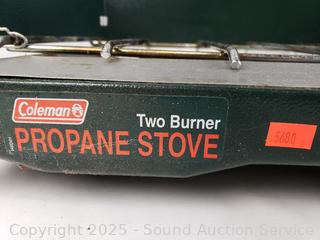 Coleman
Two Burner
PROPANE STOVE
5680
Copyright 2025 - Sound Auction Service